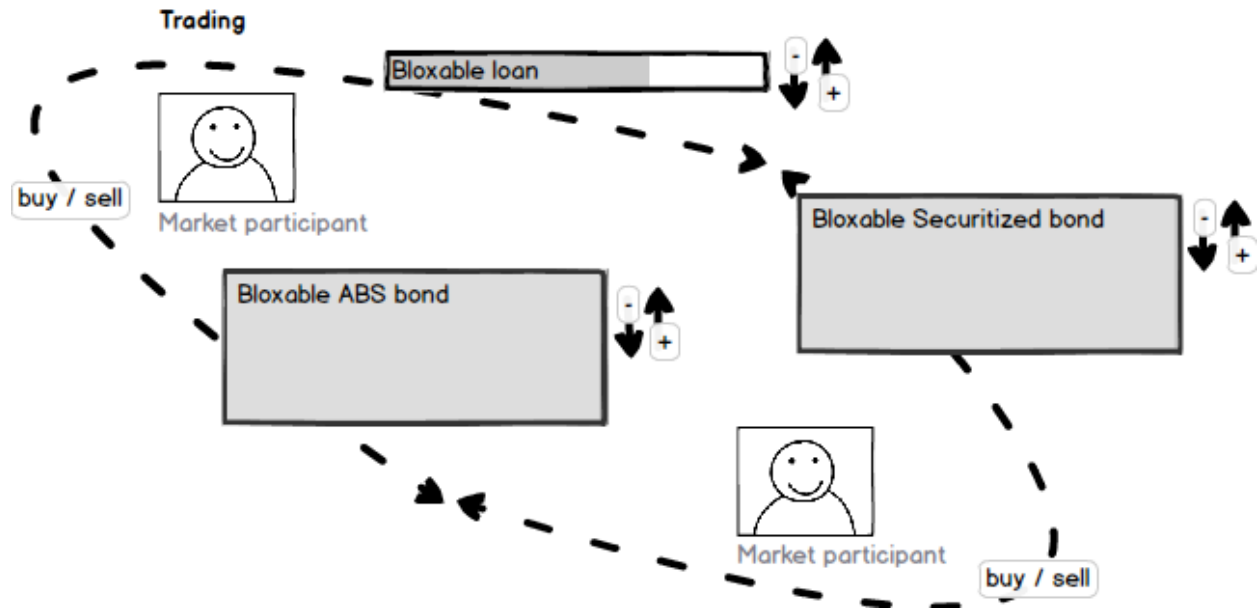 Trading
Bloxable loan
-
+
buy / sell
Market participant
Bloxable Securitized bond
-
+
Bloxable ABS bond
-
+
Market participant
buy / sell